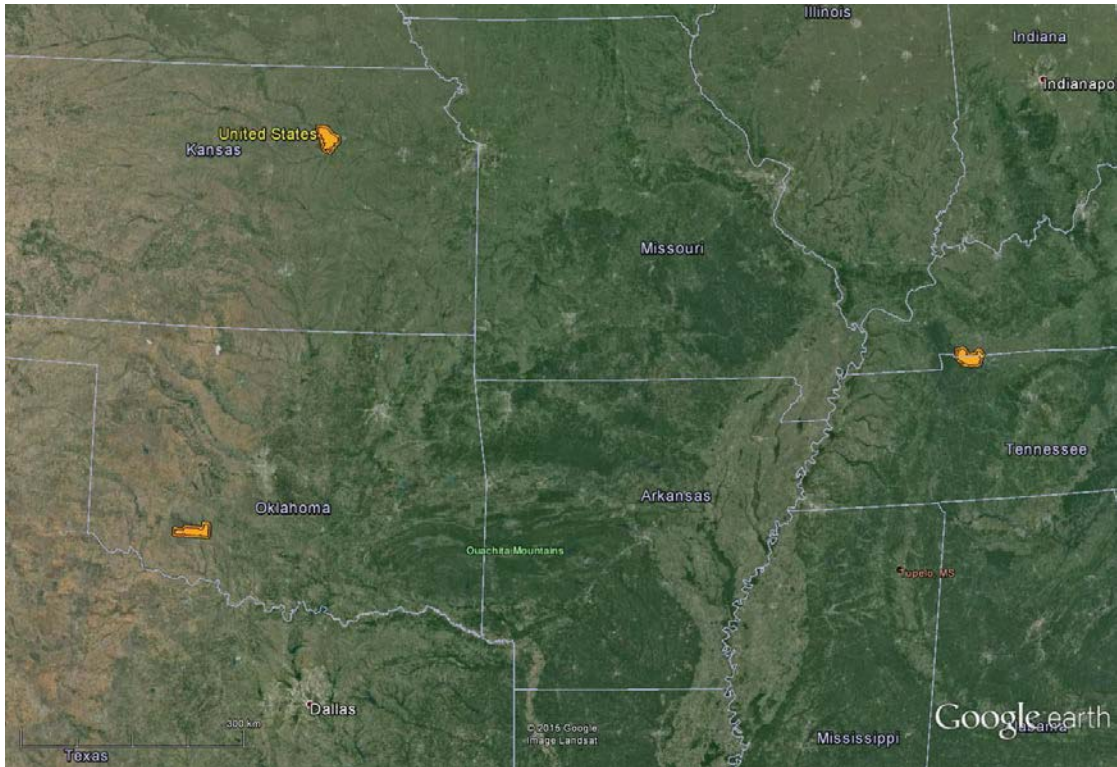 Illinois
Indiana
Indianapo
United States
Kansas
Missouri
Tennessee
Oklahoma
Arkansas
Ouachita Mountains
Tupelo, MS
Dallas
300 km
© 2015 Google
Image Landsat
Google earth
Texas
Mississippi
Alabama